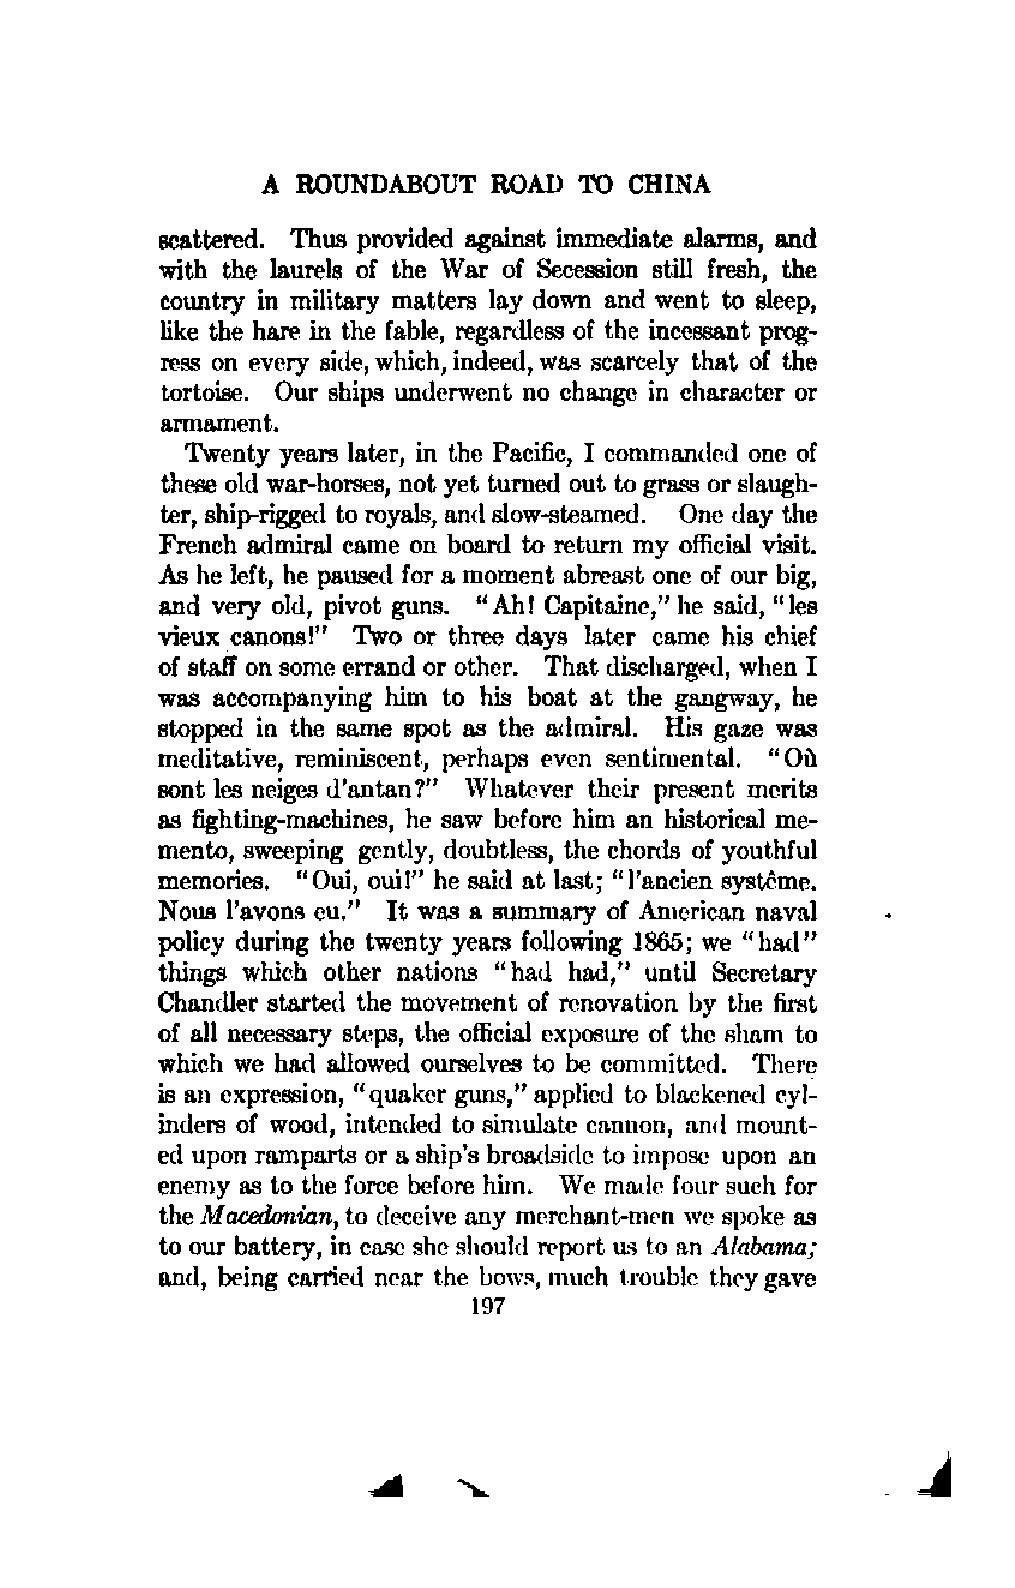 A ROUNDABOUT ROAD TO CHINA
scattered. Thus provided against immediate alarms, and
with the laurels of the War of Secession still fresh, the
country in military matters lay down and went to sleep,
like the hare in the fable, regardless of the incessant prog-
ress on every side, which, indeed, was scarcely that of the
tortoise. Our ships underwent no change in character or
armament.
Twenty years later, in the Pacific, I commanded one of
these old war-horses, not yet turned out to grass or slaugh-
ter, ship-rigged to royals, and slow-steamed. One day the
French admiral came on board to return my official visit.
As he left, he paused for a moment abreast one of our big,
and very old, pivot guns. "Ah! Capitaine," he said, "les
vieux canons!" Two or three days later came his chief
of staff on some errand or other. That discharged, when I
was accompanying him to his boat at the gangway, he
stopped in the same spot as the admiral. His gaze was
meditative, reminiscent, perhaps even sentimental. "Où
sont les neiges d'antan?" Whatever their present merits
as fighting-machines, he saw before him an historical me-
mento, sweeping gently, doubtless, the chords of youthful
memories. "Oui, oui!" he said at last; "l'ancien systême.
Nous l'avons eu." It was a summary of American naval
policy during the twenty years following 1865; we "had"
things which other nations "had had," until Secretary
Chandler started the movement of renovation by the first
of all necessary steps, the official exposure of the sham to
which we had allowed ourselves to be committed. There
is an expression, "quaker guns," applied to blackened cyl-
inders of wood, intended to simulate cannon, and mount-
ed upon ramparts or a ship's broadside to impose upon an
enemy as to the force before him. We made four such for
the Macedonian, to deceive any merchant-men we spoke as
to our battery, in case she should report us to an Alabama;
and, being carried near the bows, much trouble they gave
197